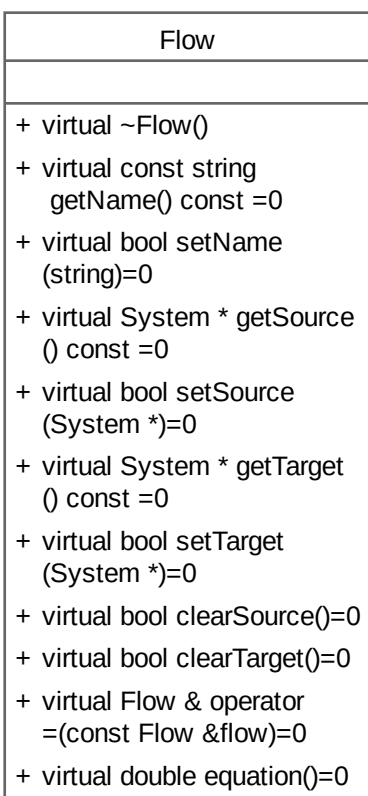 Flow
+ virtual ~Flow()
+ virtual const string
getName() const =0
+ virtual bool setName
(string)=0
+ virtual System * getSource
() const =0
+ virtual bool setSource
(System *)=0
+ virtual System * getTarget
() const =0
+ virtual bool setTarget
(System *)=0
+ virtual bool clearSource()=0
+ virtual bool clearTarget()=0
+ virtual Flow & operator
=(const Flow &flow)=0
+ virtual double equation()=0